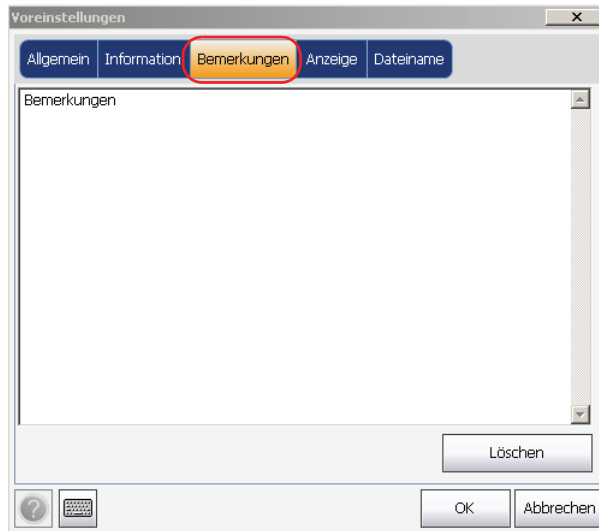 Voreinstellungen
Allgemein Information Bemerkungen Anzeige Dateiname
Bemerkungen
Löschen
OK Abbrechen